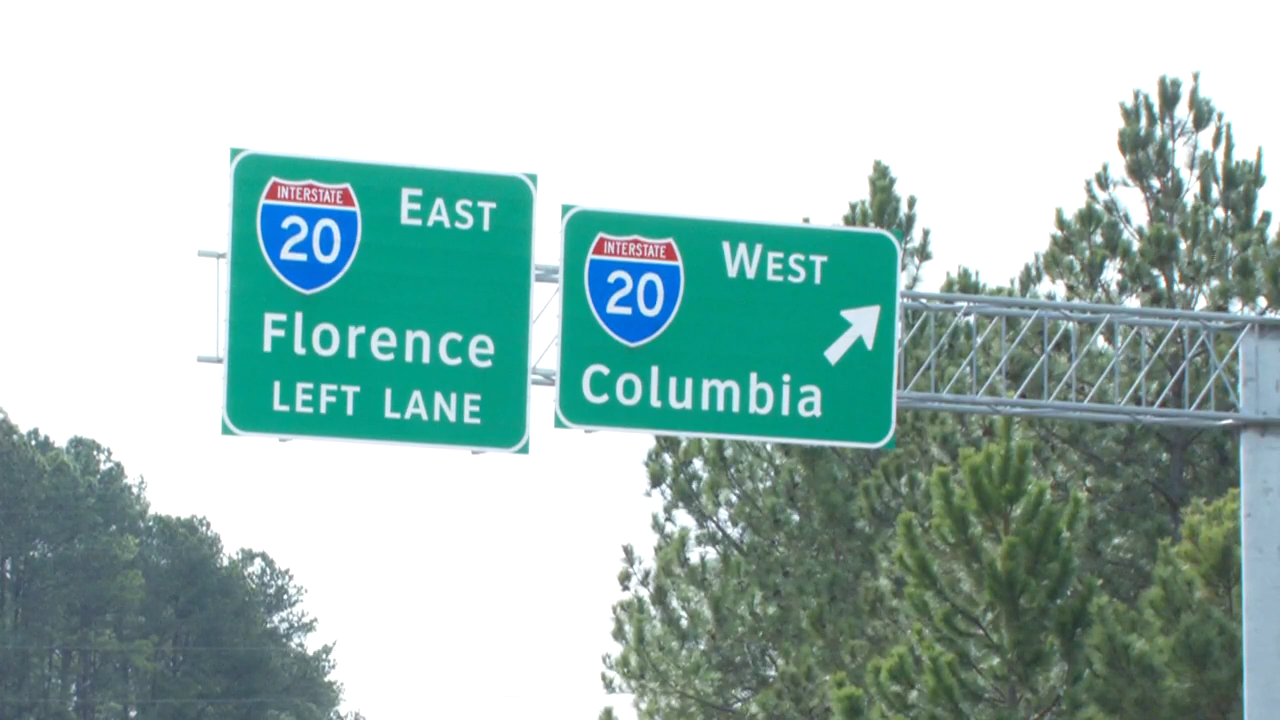 INTERSTATE
20
EAST
Florence
LEFT LANE
INTERSTATE
20
WEST
Columbia